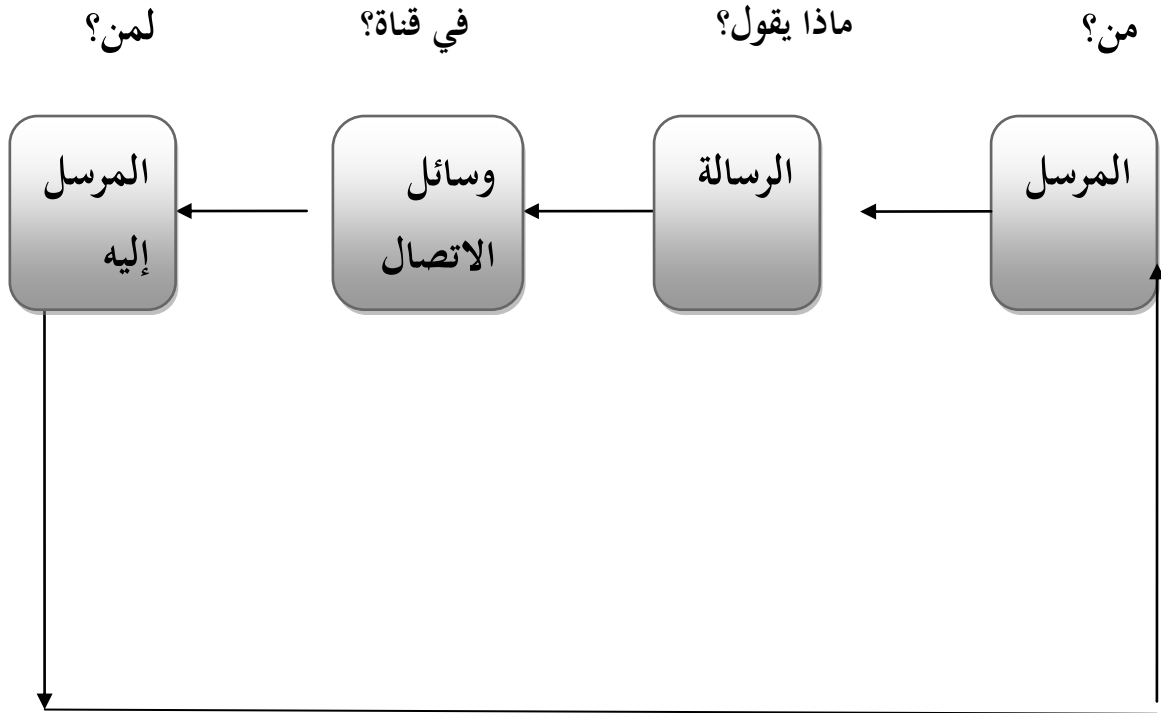 من؟
ماذا يقول؟
في قناة؟
لمن؟
المرسل
الرسالة
وسائل
الاتصال
المرسل
إليه